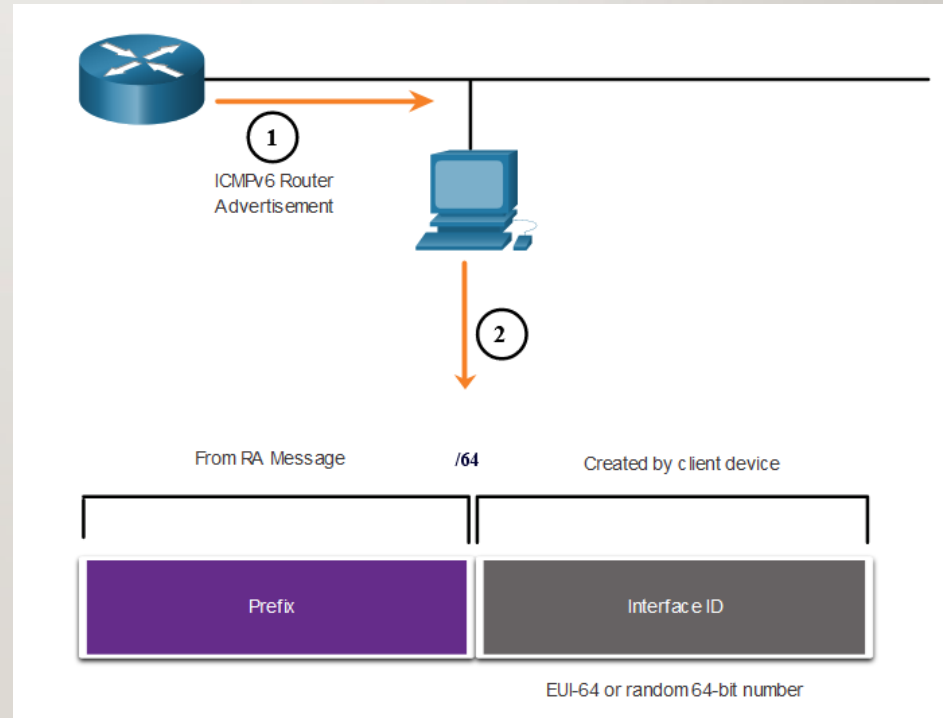 1
ICMPv6 Router
Advertisement
2
From RA Message
/64
Created by client device
Prefix
Interface ID
EUI-64 or random 64-bit number